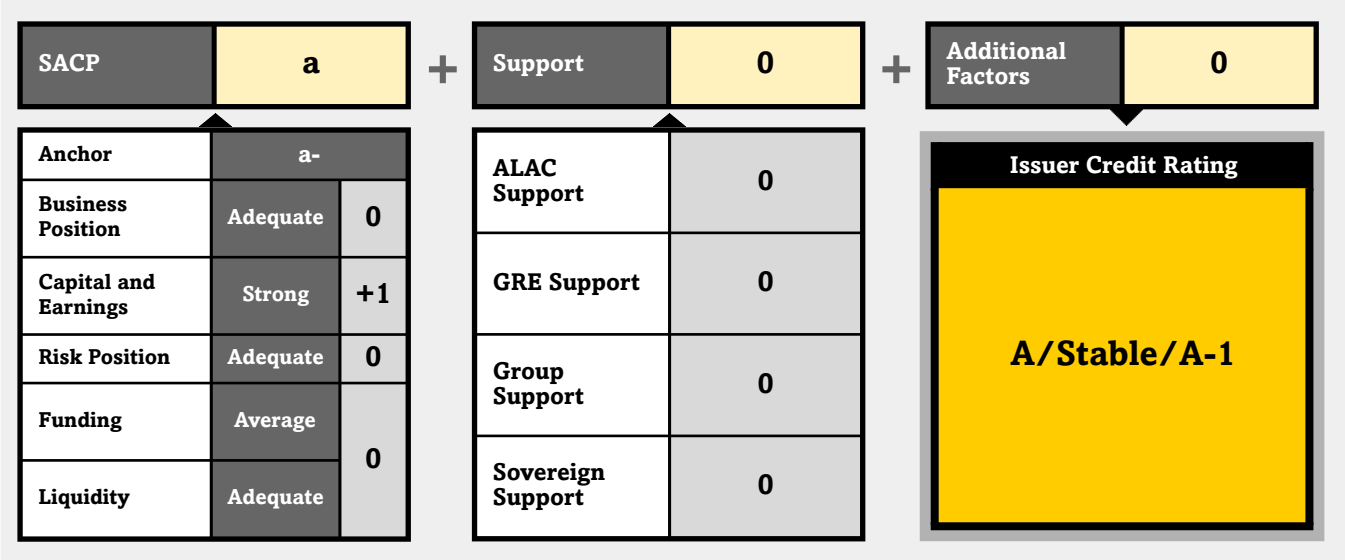 SACP
a
+
Support
0
+
Additional
Factors
0
Anchor
a-
Business
Position
Adequate
0
Capital and
Earnings
Strong
+1
Risk Position
Adequate
0
Funding
Average
0
Liquidity
Adequate
ALAC
Support
0
GRE Support
0
Group
Support
0
Sovereign
Support
0
Issuer Credit Rating
A/Stable/A-1